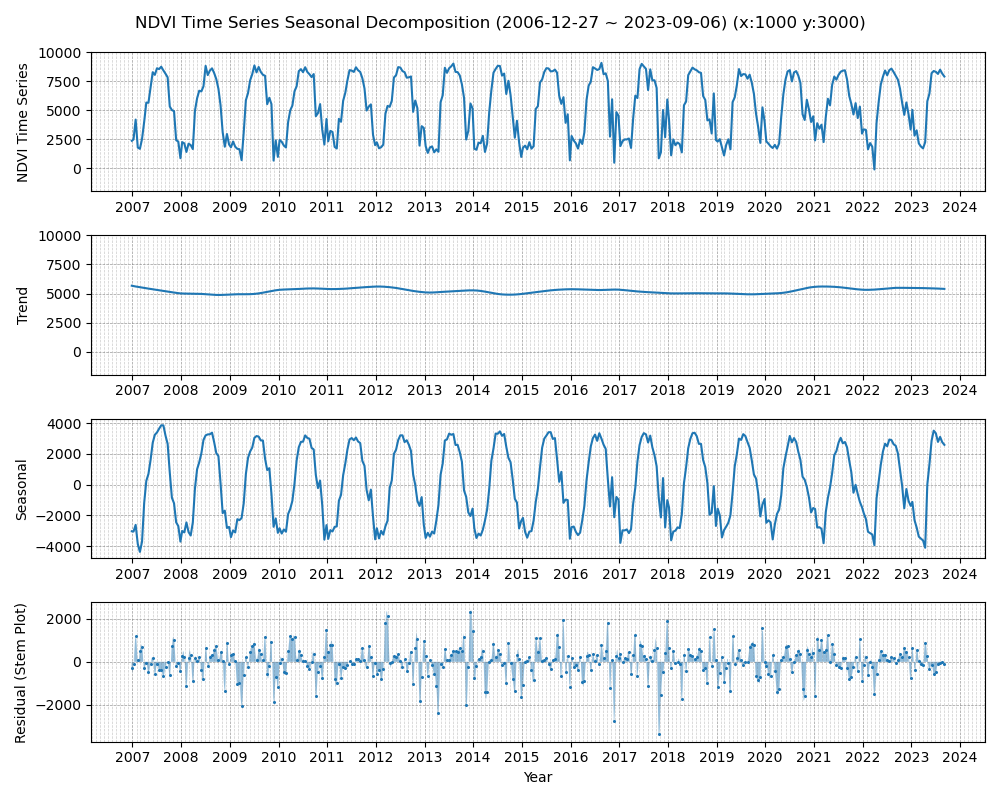 NDVI Time Series Seasonal Decomposition (2006-12-27 ~ 2023-09-06) (x:1000 y:3000)
NDVI Time Series
10000
7500
5000
2500
0
2007 2008 2009 2010 2011 2012 2013 2014 2015 2016 2017 2018 2019 2020 2021 2022 2023 2024
Trend
10000
7500
5000
2500
0
2007 2008 2009 2010 2011 2012 2013 2014 2015 2016 2017 2018 2019 2020 2021 2022 2023 2024
Seasonal
4000
2000
0
−2000
−4000
2007 2008 2009 2010 2011 2012 2013 2014 2015 2016 2017 2018 2019 2020 2021 2022 2023 2024
Residual (Stem Plot)
2000
0
−2000
2007 2008 2009 2010 2011 2012 2013 2014 2015 2016 2017 2018 2019 2020 2021 2022 2023 2024
Year